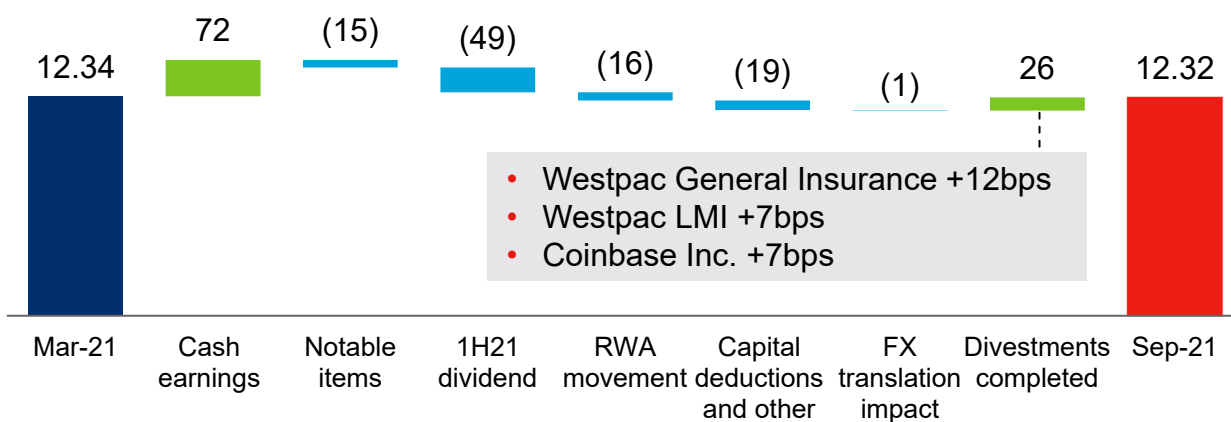 12.34
72
(15)
(49)
(16)
(19)
(1)
26
12.32
• Westpac General Insurance +12bps
• Westpac LMI +7bps
• Coinbase Inc. +7bps
Mar-21
Cash
earnings
Notable
items
1H21
dividend
RWA
movement
Capital
deductions
and other
FX
translation
impact
Divestments
completed
Sep-21